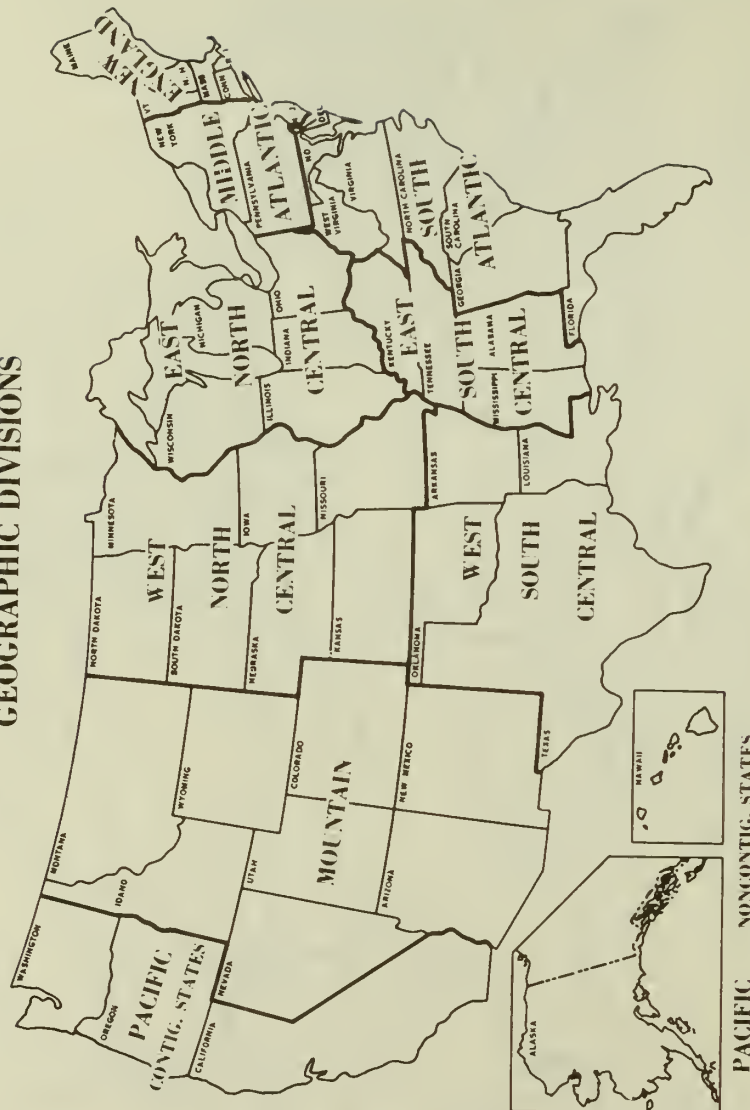 GEOGRAPHIC DIVISIONS
WASHINGTON
MONTANA
NORTH DAKOTA
MINNESOTA
OREGON
IDAHO
WYOMING
SOUTH DAKOTA
WISCONSIN
MICHIGAN
NEW YORK
VT
N. H
MAINE
MASS
CONN
NEW ENGLAND
PACIFIC
CONTIG. STATES
CALIFORNIA
NEVADA
UTAH
COLORADO
NEBRASKA
IOWA
ILLINOIS
INDIANA
OHIO
PENNSYLVANIA
MIDDLE
ATLANTIC
MD
DEL
WEST
NORTH
CENTRAL
EAST
NORTH
CENTRAL
MOUNTAIN
ARIZONA
NEW MEXICO
KANSAS
MISSOURI
KENTUCKY
WEST VIRGINIA
VIRGINIA
OKLAHOMA
ARKANSAS
TENNESSEE
NORTH CAROLINA
SOUTH CAROLINA
SOUTH
ATLANTIC
EAST
SOUTH
CENTRAL
MISSISSIPPI
ALABAMA
GEORGIA
FLORIDA
TEXAS
LOUISIANA
WEST
SOUTH
CENTRAL
ALASKA
HAWAII
PACIFIC NONCONTIG. STATES